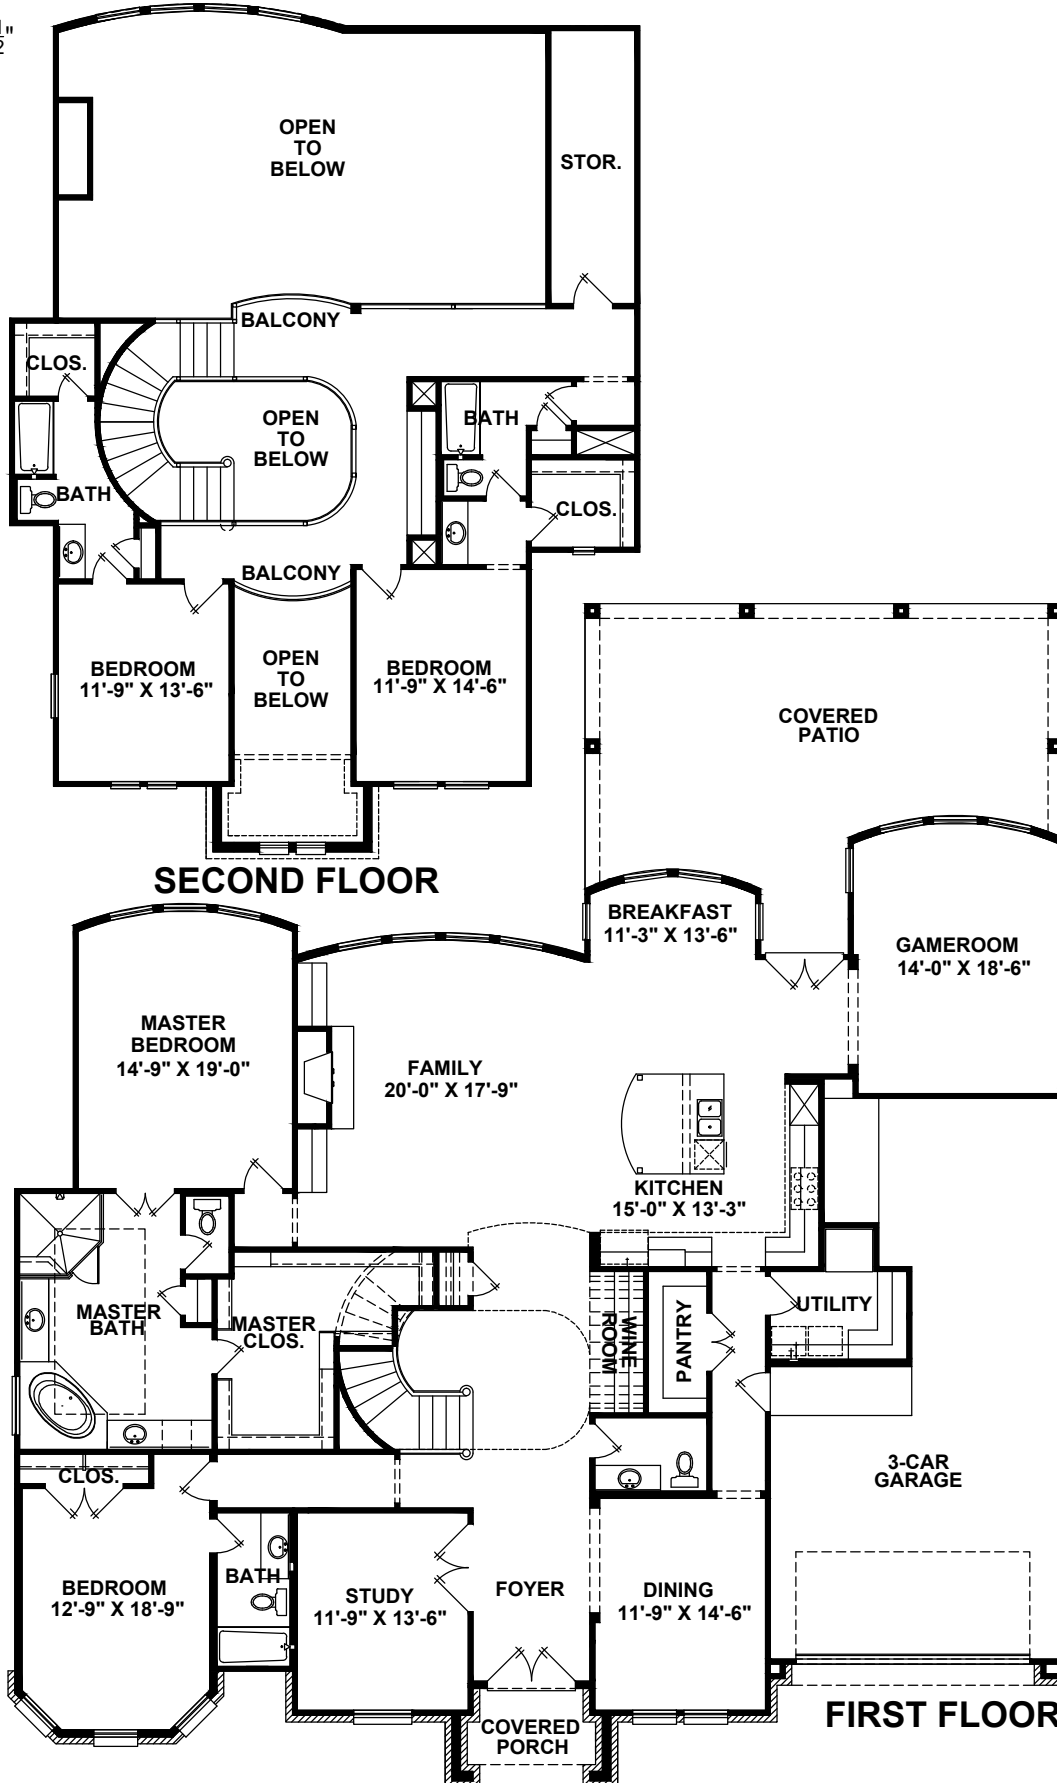 1/2"
OPEN
TO
BELOW
STOR.
BALCONY
CLOS.
OPEN
TO
BELOW
BATH
BATH
CLOS.
BALCONY
BEDROOM
11'-9" X 13'-6"
OPEN
TO
BELOW
BEDROOM
11'-9" X 14'-6"
SECOND FLOOR
COVERED
PATIO
BREAKFAST
11'-3" X 13'-6"
GAMEROOM
14'-0" X 18'-6"
MASTER
BEDROOM
14'-9" X 19'-0"
FAMILY
20'-0" X 17'-9"
KITCHEN
15'-0" X 13'-3"
MASTER
BATH
MASTER
CLOS.
WINE
ROOM
PANTRY
UTILITY
CLOS.
3-CAR
GARAGE
BEDROOM
12'-9" X 18'-9"
BATH
STUDY
11'-9" X 13'-6"
FOYER
DINING
11'-9" X 14'-6"
COVERED
PORCH
FIRST FLOOR